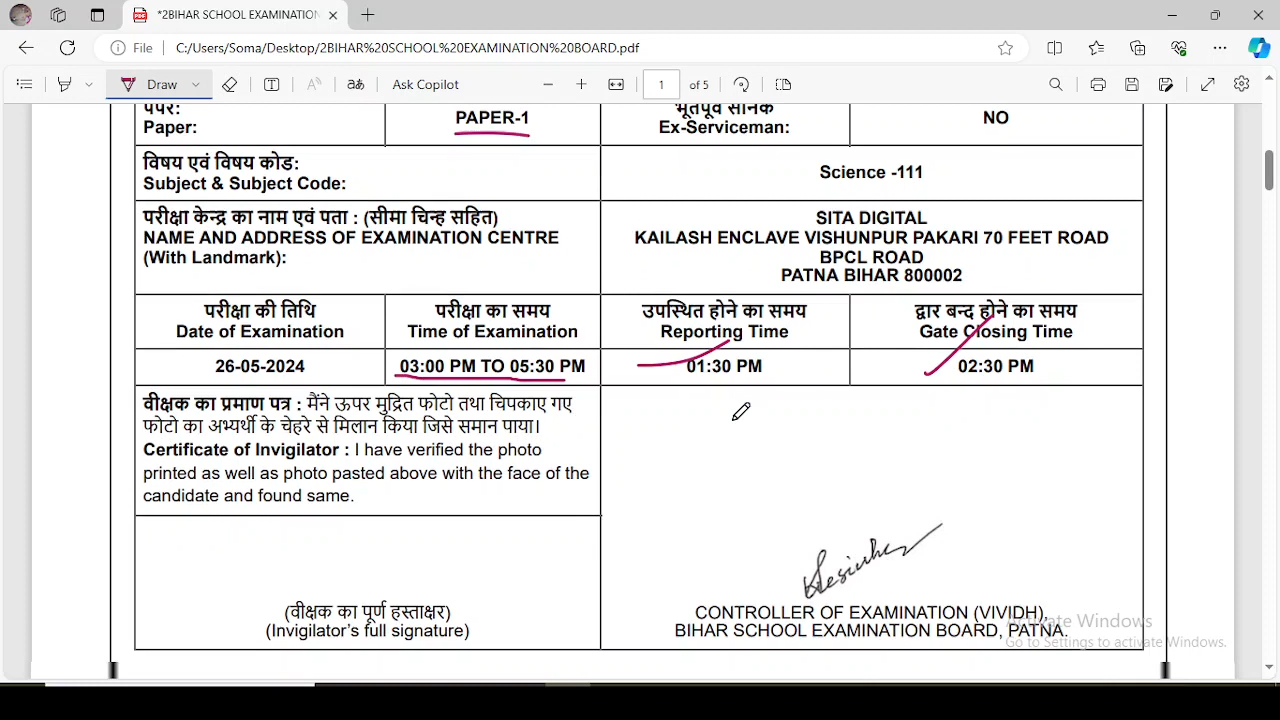 *2BIHAR SCHOOL EXAMINATION
File
C:/Users/Soma/Desktop/2BIHAR%20SCHOOL%20EXAMINATION%20BOARD.pdf
Draw
Ask Copilot
1 of 5
पेपर:
Paper:
PAPER-1
भूतपूर्व सैनिक
Ex-Serviceman:
NO
विषय एवं विषय कोड:
Subject & Subject Code:
Science -111
परीक्षा केन्द्र का नाम एवं पता : (सीमा चिन्ह सहित)
NAME AND ADDRESS OF EXAMINATION CENTRE
(With Landmark):
SITA DIGITAL
KAILASH ENCLAVE VISHUNPUR PAKARI 70 FEET ROAD
BPCL ROAD
PATNA BIHAR 800002
परीक्षा की तिथि
Date of Examination
परीक्षा का समय
Time of Examination
उपस्थित होने का समय
Reporting Time
द्वार बन्द होने का समय
Gate Closing Time
26-05-2024
03:00 PM TO 05:30 PM
01:30 PM
02:30 PM
वीक्षक का प्रमाण पत्र : मैंने ऊपर मुद्रित फोटो तथा चिपकाए गए
फोटो का अभ्यर्थी के चेहरे से मिलान किया जिसे समान पाया।
Certificate of Invigilator : I have verified the photo
printed as well as photo pasted above with the face of the
candidate and found same.
(वीक्षक का पूर्ण हस्ताक्षर)
(Invigilator's full signature)
CONTROLLER OF EXAMINATION (VIVIDH),
BIHAR SCHOOL EXAMINATION BOARD, PATNA.
Activate Windows
Go to Settings to activate Windows.